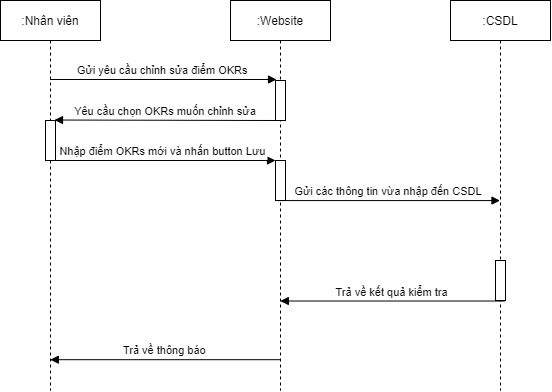 :Nhân viên
:Website
:CSDL
Gửi yêu cầu chỉnh sửa điểm OKRs
Yêu cầu chọn OKRs muốn chỉnh sửa
Nhập điểm OKRs mới và nhấn button Lưu
Gửi các thông tin vừa nhập đến CSDL
Trả về kết quả kiểm tra
Trả về thông báo